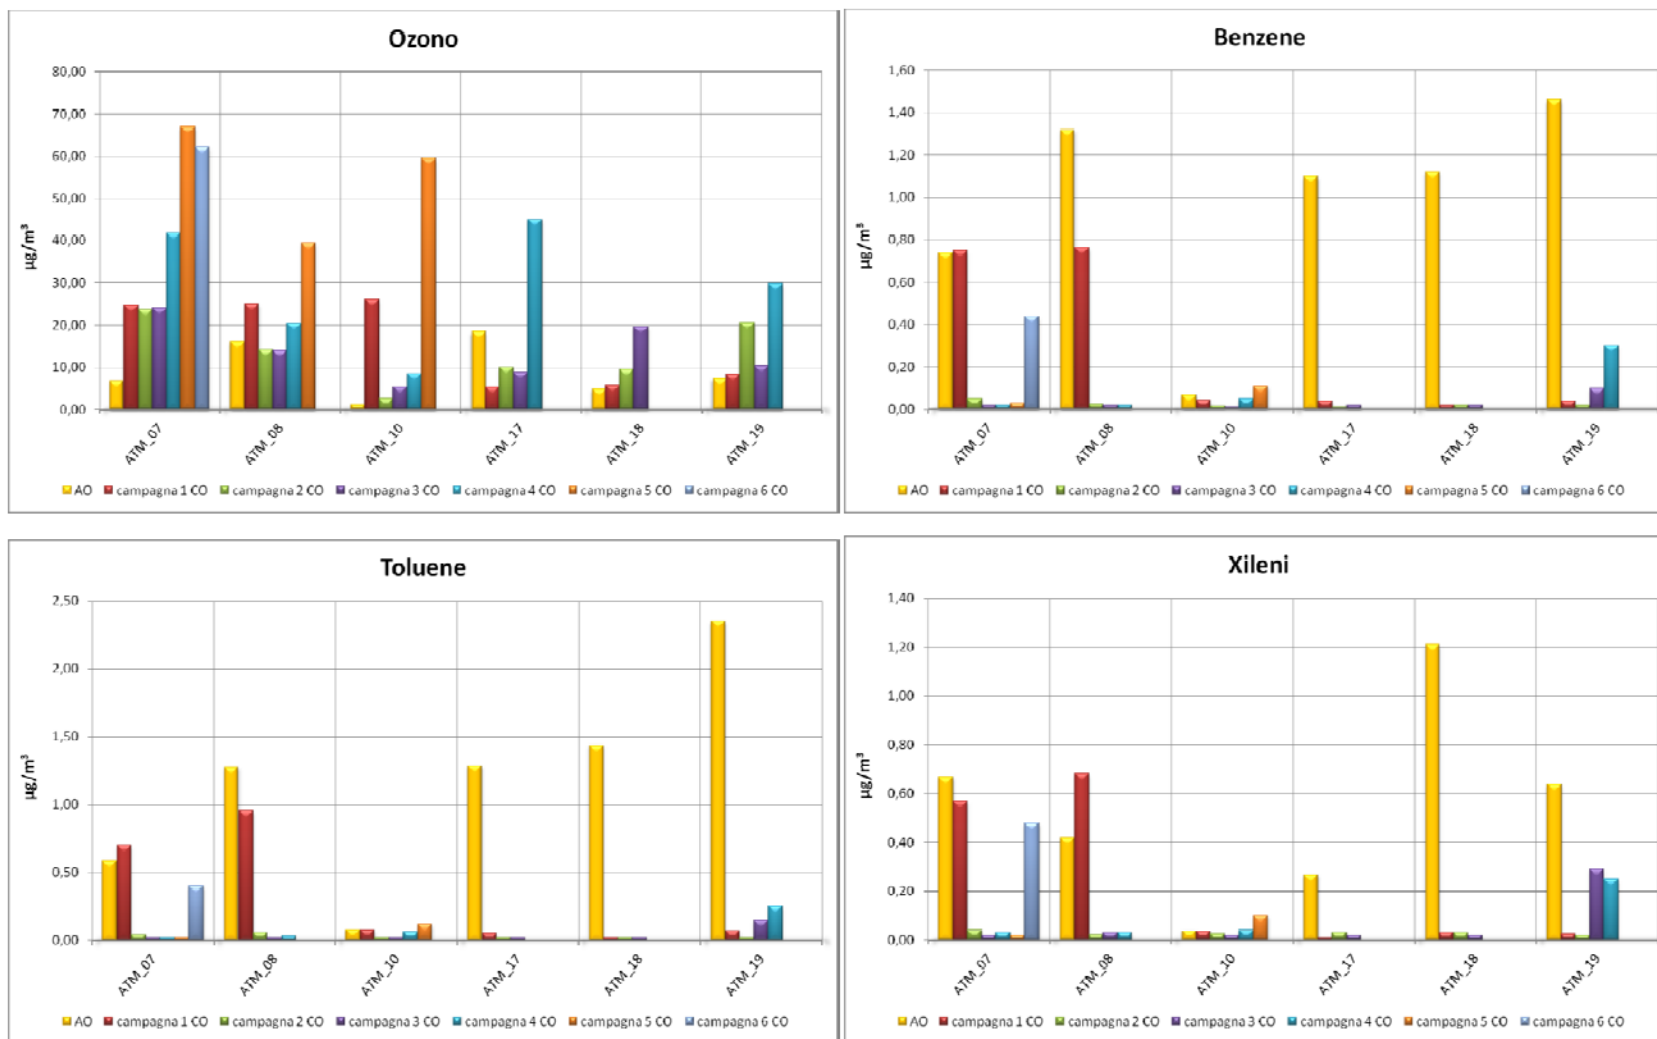 Ozono
80,00
70,00
60,00
50,00
40,00
30,00
20,00
10,00
0,00
µg/m³
ATM_07
ATM_08
ATM_10
ATM_17
ATM_18
ATM_19
AO campagna 1 CO campagna 2 CO campagna 3 CO campagna 4 CO campagna 5 CO campagna 6 CO
Benzene
1,60
1,40
1,20
1,00
0,80
0,60
0,40
0,20
0,00
µg/m³
ATM_07
ATM_08
ATM_10
ATM_17
ATM_18
ATM_19
AO campagna 1 CO campagna 2 CO campagna 3 CO campagna 4 CO campagna 5 CO campagna 6 CO
Toluene
2,50
2,00
1,50
1,00
0,50
0,00
µg/m³
ATM_07
ATM_08
ATM_10
ATM_17
ATM_18
ATM_19
AO campagna 1 CO campagna 2 CO campagna 3 CO campagna 4 CO campagna 5 CO campagna 6 CO
Xileni
1,40
1,20
1,00
0,80
0,60
0,40
0,20
0,00
µg/m³
ATM_07
ATM_08
ATM_10
ATM_17
ATM_18
ATM_19
AO campagna 1 CO campagna 2 CO campagna 3 CO campagna 4 CO campagna 5 CO campagna 6 CO